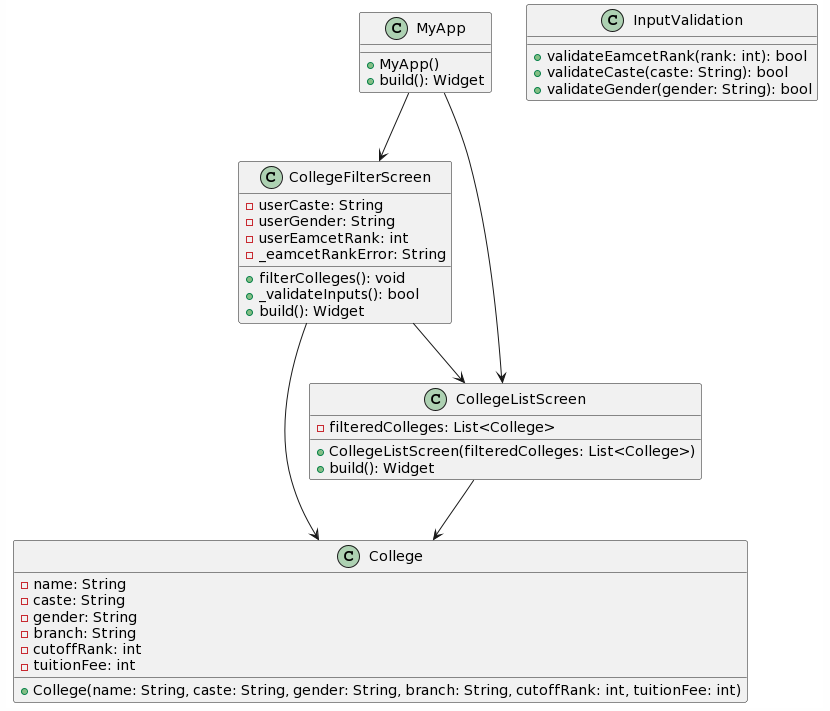 C MyApp
MyApp()
build(): Widget
C InputValidation
validateEamcetRank(rank: int): bool
validateCaste(caste: String): bool
validateGender(gender: String): bool
C CollegeFilterScreen
userCaste: String
userGender: String
userEamcetRank: int
_eamcetRankError: String
filterColleges(): void
_validateInputs(): bool
build(): Widget
C CollegeListScreen
filteredColleges: List<College>
CollegeListScreen(filteredColleges: List<College>)
build(): Widget
C College
name: String
caste: String
gender: String
branch: String
cutoffRank: int
tuitionFee: int
College(name: String, caste: String, gender: String, branch: String, cutoffRank: int, tuitionFee: int)